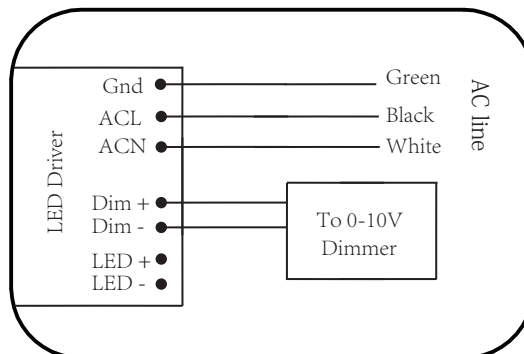 LED Driver
Gnd
ACL
ACN
Dim +
Dim -
LED +
LED -
Green
Black
White
AC line
To 0-10V
Dimmer